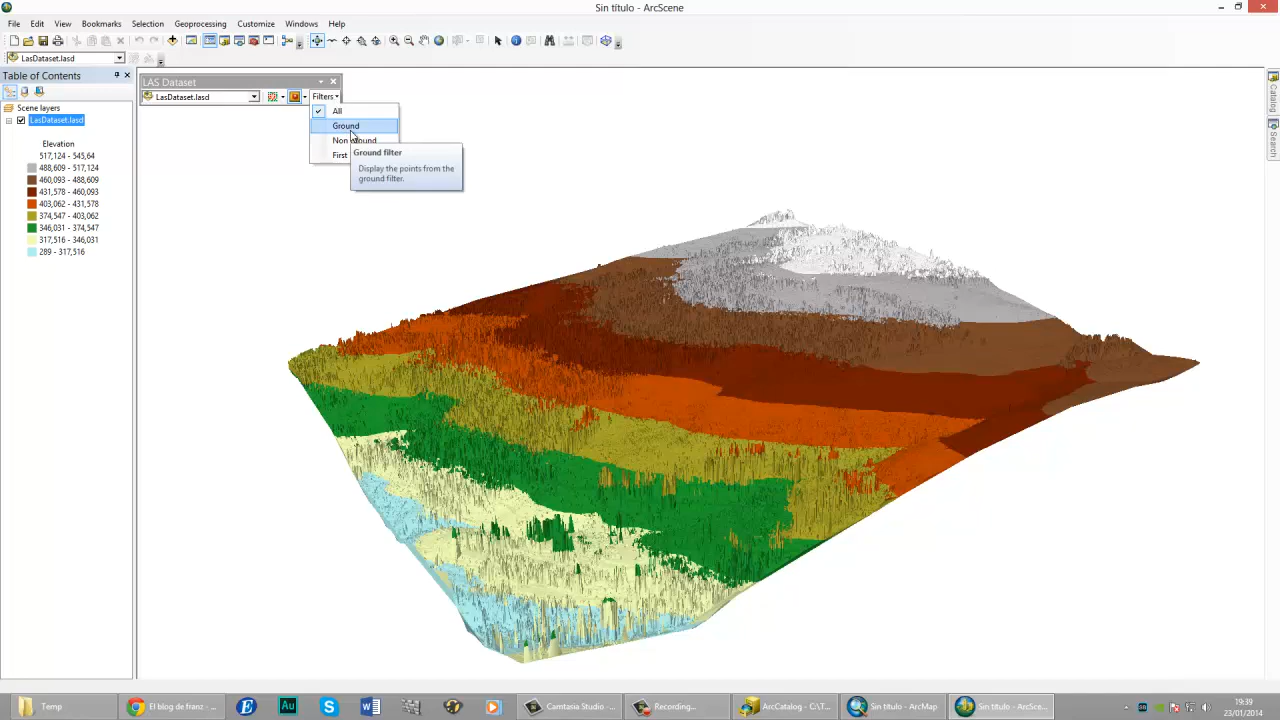 Sin título - ArcScene
File Edit View Bookmarks Selection Geoprocessing Customize Windows Help
LasDataset.lasd
Table of Contents
Scene layers
LasDataset.lasd
Elevation
517,124 - 545,64
488,609 - 517,124
460,093 - 488,609
431,578 - 460,093
403,062 - 431,578
374,547 - 403,062
346,031 - 374,547
317,516 - 346,031
289 - 317,516
LAS Dataset
LasDataset.lasd Filters
All
Ground
Non Ground
First
Ground filter
Display the points from the
ground filter.
Catalog
Search
Temp El blog de franz - ... Camtasia Studio - ... Recording... ArcCatalog - C:\T... Sin título - ArcMap Sin título - ArcSce...
19:39
23/01/2014